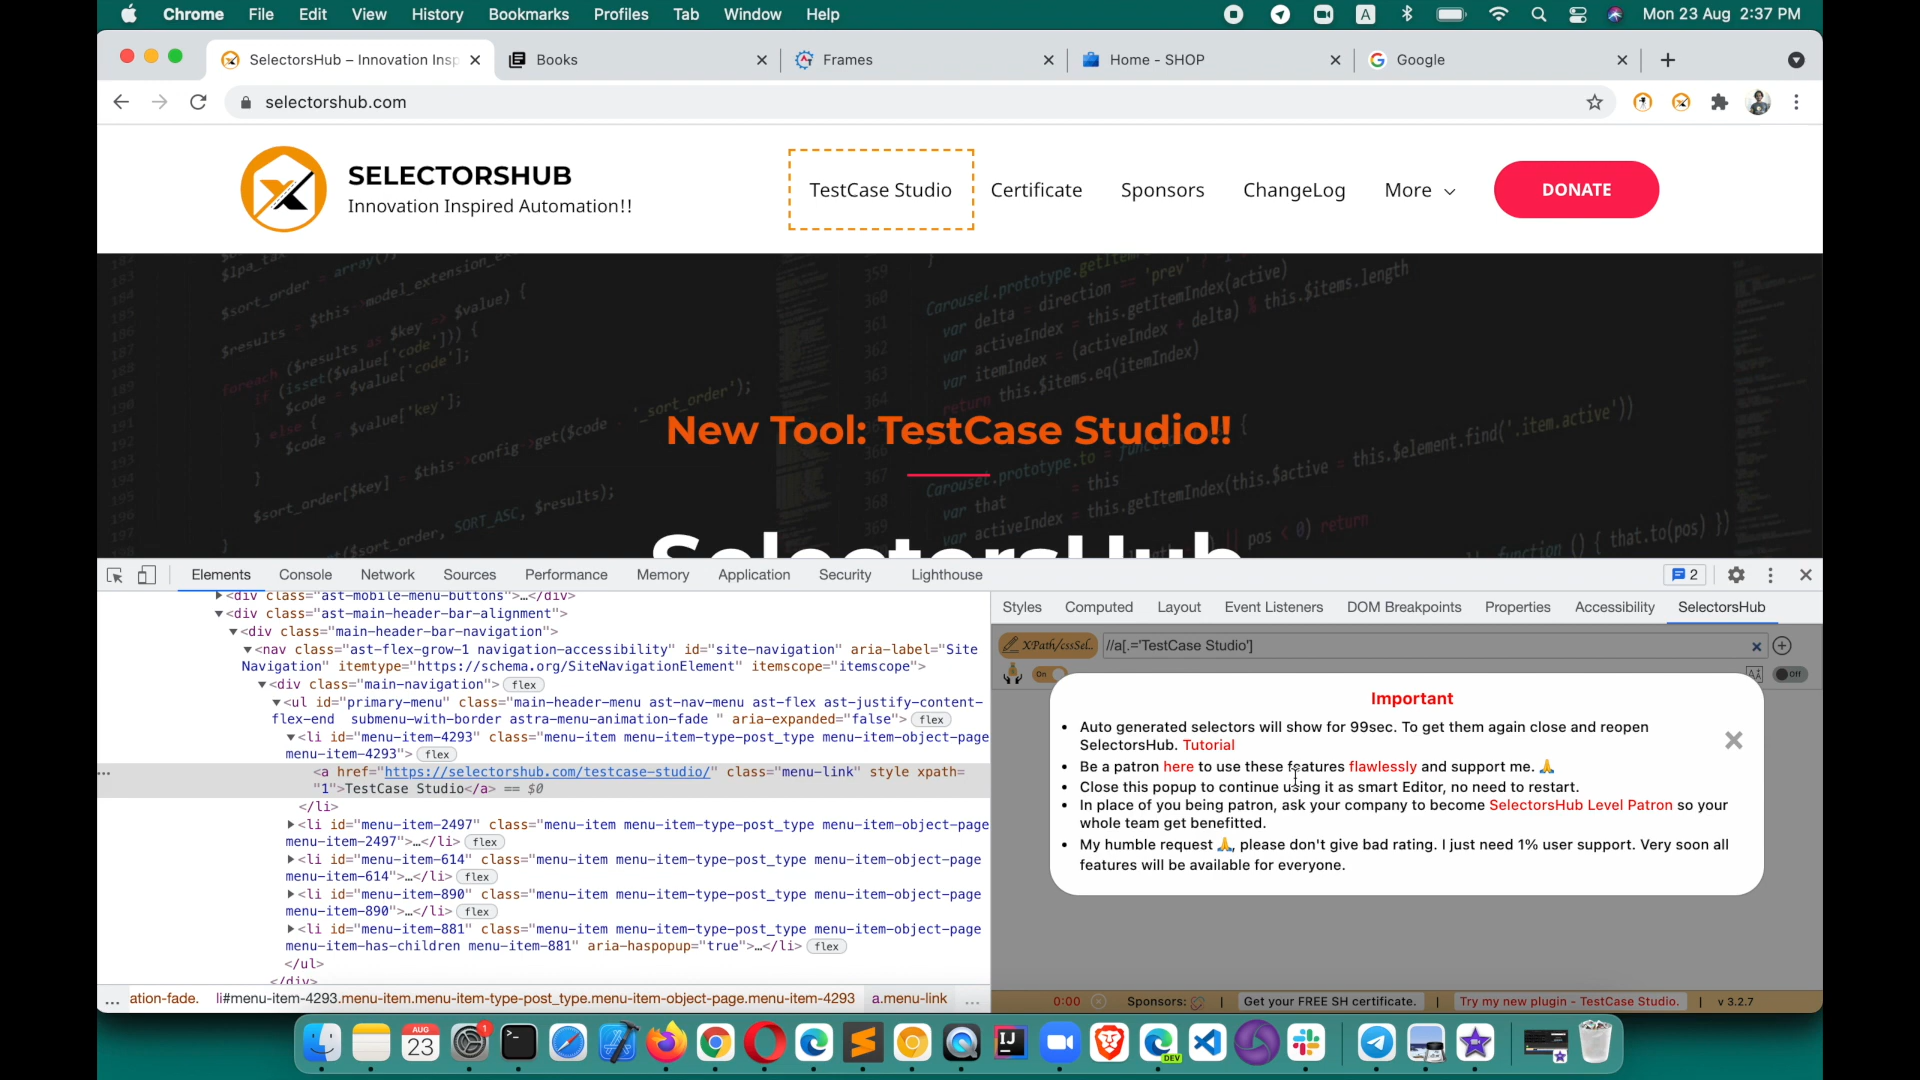 Chrome File Edit View History Bookmarks Profiles Tab Window Help
A
Mon 23 Aug 2:37 PM
SelectorsHub – Innovation Insp
Books
Frames
Home - SHOP
Google
selectorshub.com
SELECTORSHUB
Innovation Inspired Automation!!
TestCase Studio
Certificate
Sponsors
ChangeLog
More
DONATE
New Tool: TestCase Studio!!
SelectorsHub
Elements Console Network Sources Performance Memory Application Security Lighthouse
2
<div class="ast-mobile-menu-buttons">…</div>
<div class="ast-main-header-bar-alignment">
<div class="main-header-bar-navigation">
<nav class="ast-flex-grow-1 navigation-accessibility" id="site-navigation" aria-label="Site
Navigation" itemtype="https://schema.org/SiteNavigationElement" itemscope="itemscope">
<div class="main-navigation"> flex
<ul id="primary-menu" class="main-header-menu ast-nav-menu ast-flex ast-justify-content-
flex-end submenu-with-border astra-menu-animation-fade " aria-expanded="false"> flex
<li id="menu-item-4293" class="menu-item menu-item-type-post_type menu-item-object-page
menu-item-4293"> flex
<a href="https://selectorshub.com/testcase-studio/" class="menu-link" style xpath=
"1">TestCase Studio</a> == $0
</li>
<li id="menu-item-2497" class="menu-item menu-item-type-post_type menu-item-object-page
menu-item-2497">…</li> flex
<li id="menu-item-614" class="menu-item menu-item-type-post_type menu-item-object-page
menu-item-614">…</li> flex
<li id="menu-item-890" class="menu-item menu-item-type-post_type menu-item-object-page
menu-item-890">…</li> flex
<li id="menu-item-881" class="menu-item menu-item-type-post_type menu-item-object-page
menu-item-has-children menu-item-881" aria-haspopup="true">…</li> flex
</ul>
</div>
... ation-fade. li#menu-item-4293.menu-item.menu-item-type-post_type.menu-item-object-page.menu-item-4293 a.menu-link ...
Styles Computed Layout Event Listeners DOM Breakpoints Properties Accessibility SelectorsHub
XPath/cssSel.. //a[.='TestCase Studio']
On
Off
Important
• Auto generated selectors will show for 99sec. To get them again close and reopen
SelectorsHub. Tutorial
• Be a patron here to use these features flawlessly and support me. 🙏
• Close this popup to continue using it as smart Editor, no need to restart.
• In place of you being patron, ask your company to become SelectorsHub Level Patron so your
whole team get benefitted.
• My humble request 🙏, please don't give bad rating. I just need 1% user support. Very soon all
features will be available for everyone.
0:00 Sponsors: | Get your FREE SH certificate. | Try my new plugin - TestCase Studio. | v 3.2.7
AUG
23
1
IJ
DEV